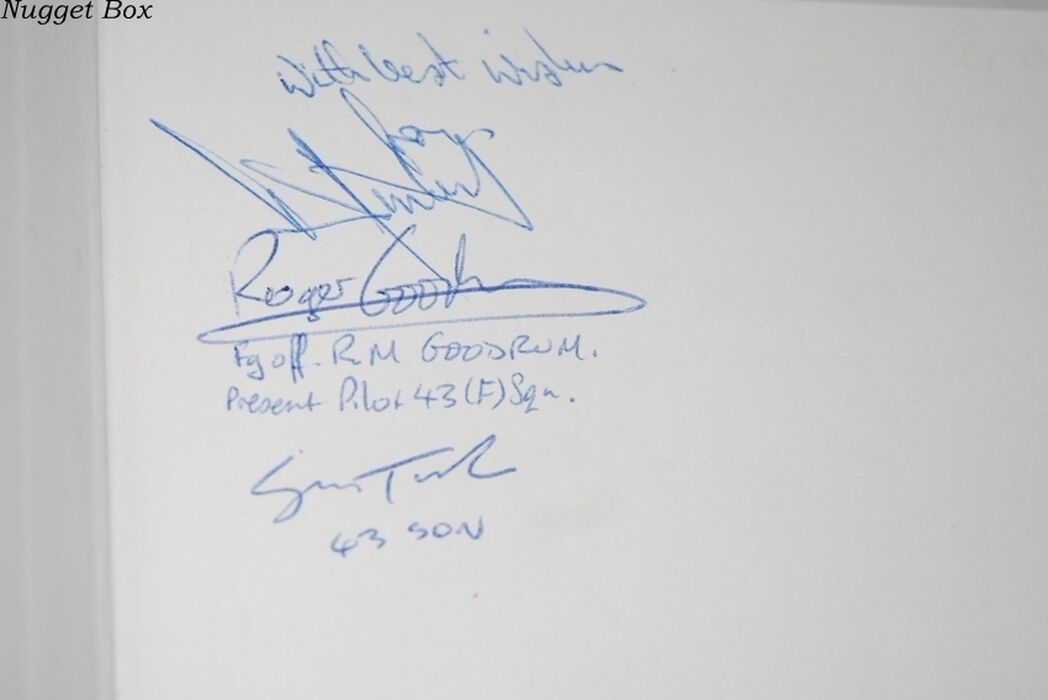 Nugget Box
With best wishes
Roger Goodrum
Fg off. R.M GOODRUM.
Present Pilot 43 (F) Sqn.
43 SQN